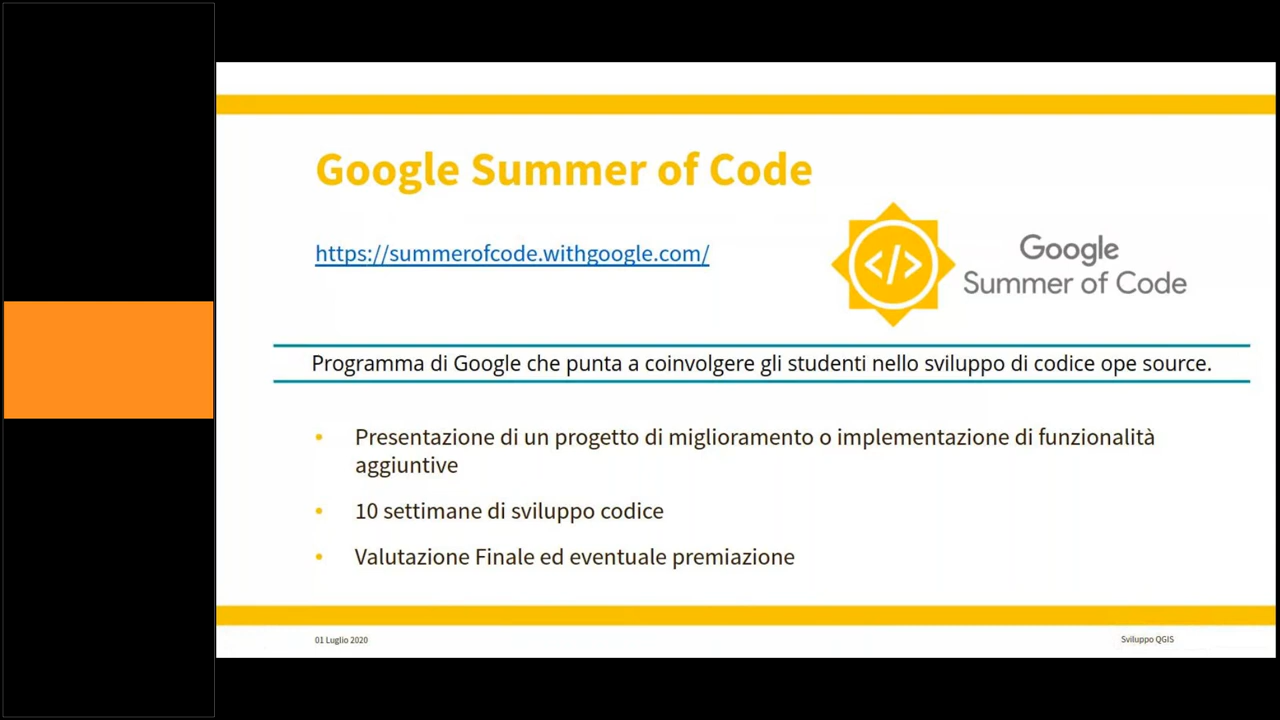 Google Summer of Code
https://summerofcode.withgoogle.com/
</>
Google
Summer of Code
Programma di Google che punta a coinvolgere gli studenti nello sviluppo di codice ope source.
• Presentazione di un progetto di miglioramento o implementazione di funzionalità
aggiuntive
• 10 settimane di sviluppo codice
• Valutazione Finale ed eventuale premiazione
01 Luglio 2020
Sviluppo QGIS